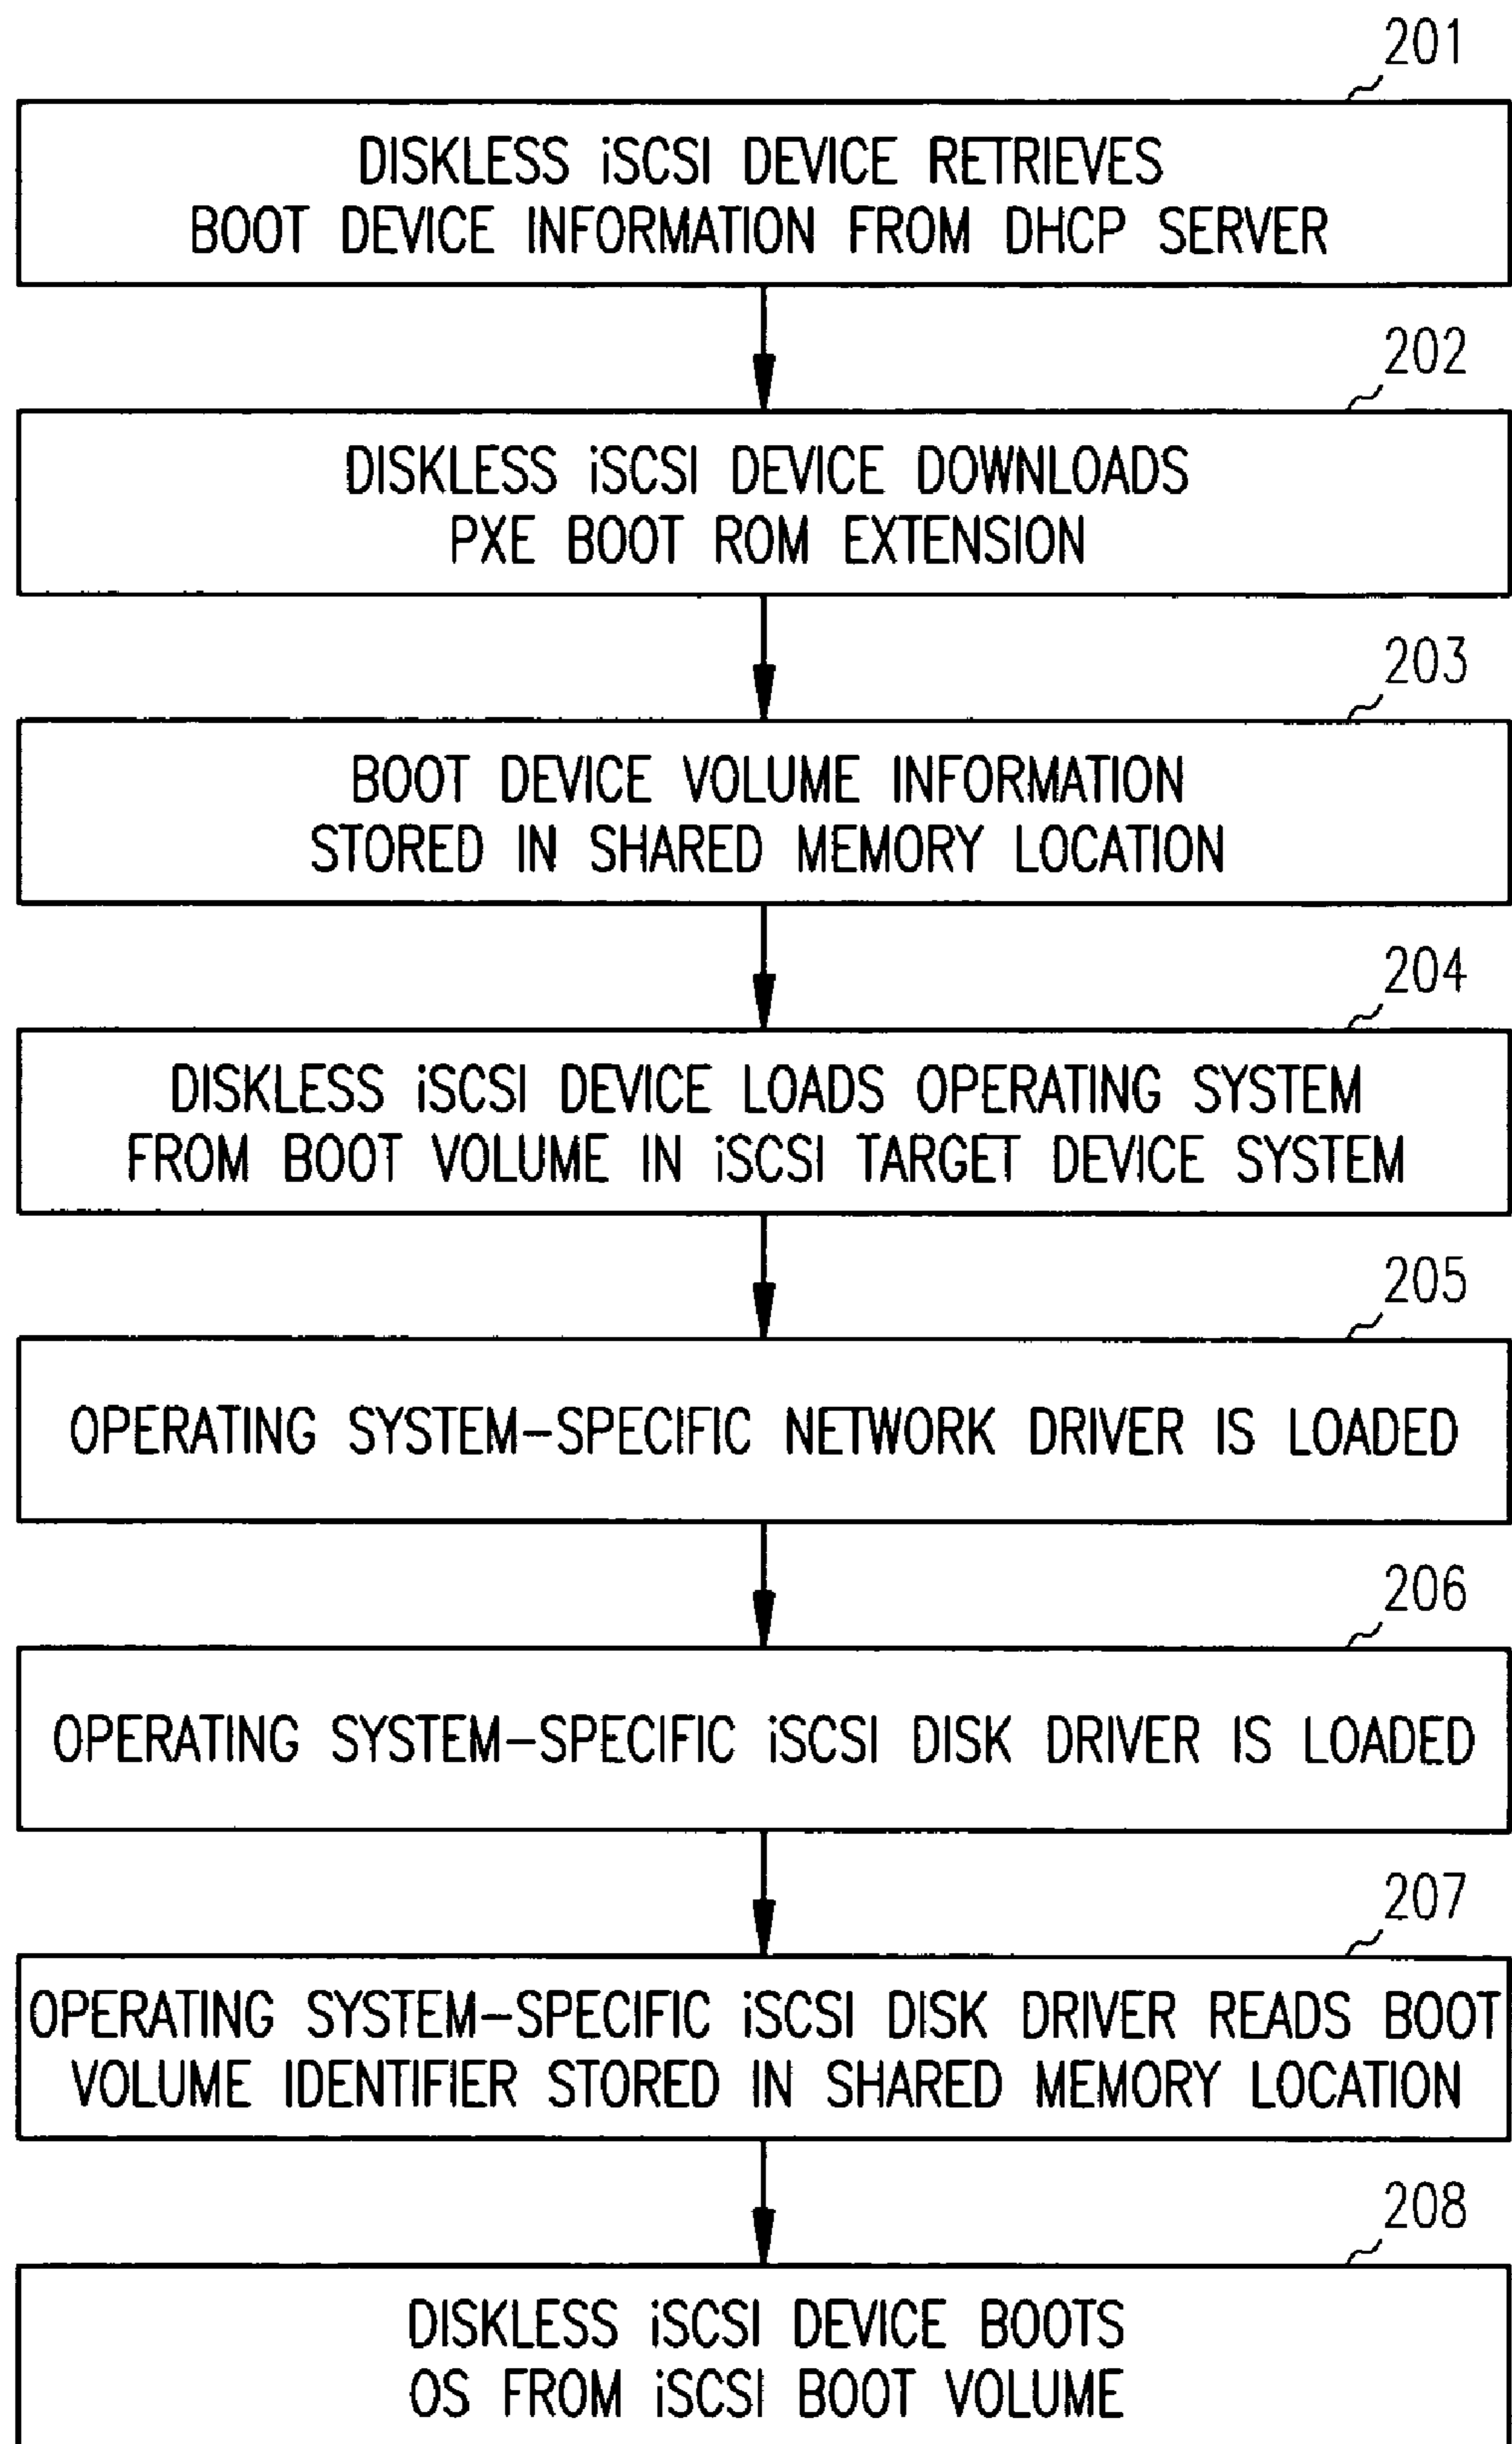 201
DISKLESS iSCSI DEVICE RETRIEVES
BOOT DEVICE INFORMATION FROM DHCP SERVER
202
DISKLESS iSCSI DEVICE DOWNLOADS
PXE BOOT ROM EXTENSION
203
BOOT DEVICE VOLUME INFORMATION
STORED IN SHARED MEMORY LOCATION
204
DISKLESS iSCSI DEVICE LOADS OPERATING SYSTEM
FROM BOOT VOLUME IN iSCSI TARGET DEVICE SYSTEM
205
OPERATING SYSTEM-SPECIFIC NETWORK DRIVER IS LOADED
206
OPERATING SYSTEM-SPECIFIC iSCSI DISK DRIVER IS LOADED
207
OPERATING SYSTEM-SPECIFIC iSCSI DISK DRIVER READS BOOT
VOLUME IDENTIFIER STORED IN SHARED MEMORY LOCATION
208
DISKLESS iSCSI DEVICE BOOTS
OS FROM iSCSI BOOT VOLUME